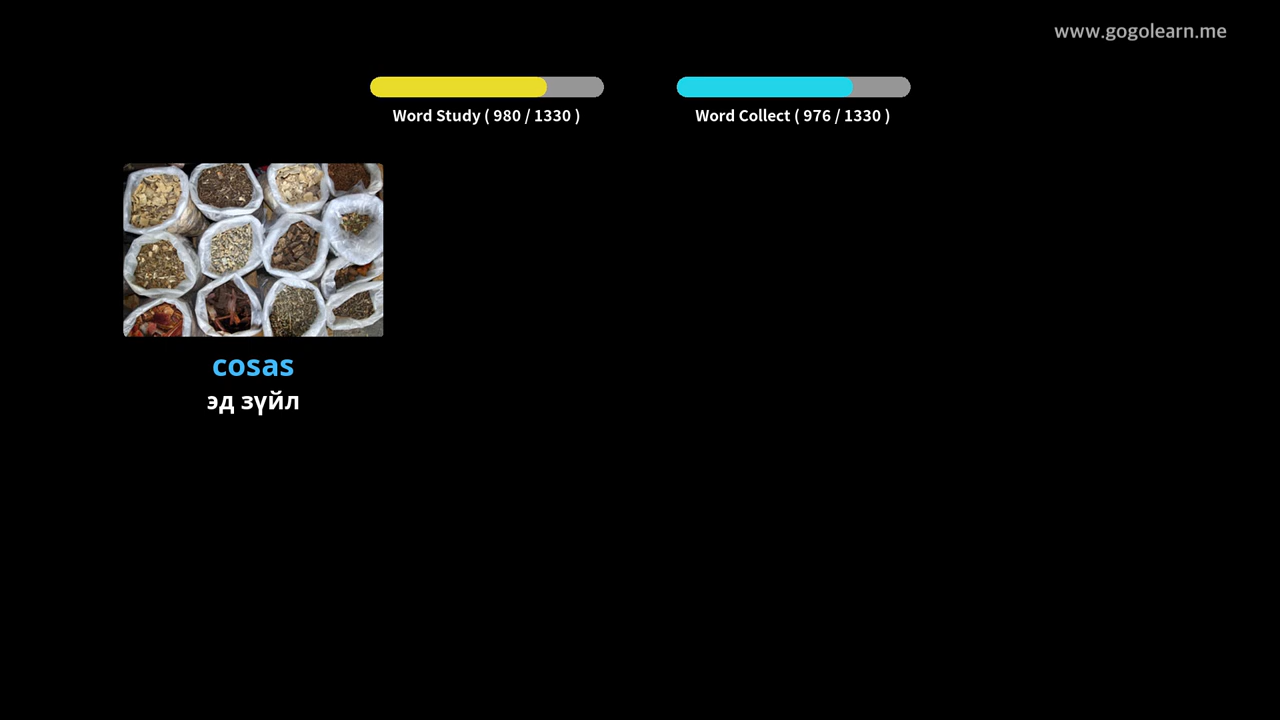 www.gogolearn.me
Word Study ( 980 / 1330 )
Word Collect ( 976 / 1330 )
cosas
эд зүйл